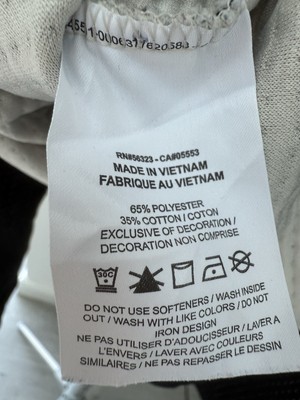 RN#56323 - CA#05553
MADE IN VIETNAM
FABRIQUE AU VIETNAM
65% POLYESTER
35% COTTON / COTON
EXCLUSIVE OF DECORATION /
DECORATION NON COMPRISE
30C
DO NOT USE SOFTENERS / WASH INSIDE
OUT / WASH WITH LIKE COLORS / DO NOT
IRON DESIGN
NE PAS UTILISER D'ADOUCISSEUR / LAVER A
L'ENVERS / LAVER AVEC COULEURS
SIMILAIRES / NE PAS REPASSER LE DESSIN